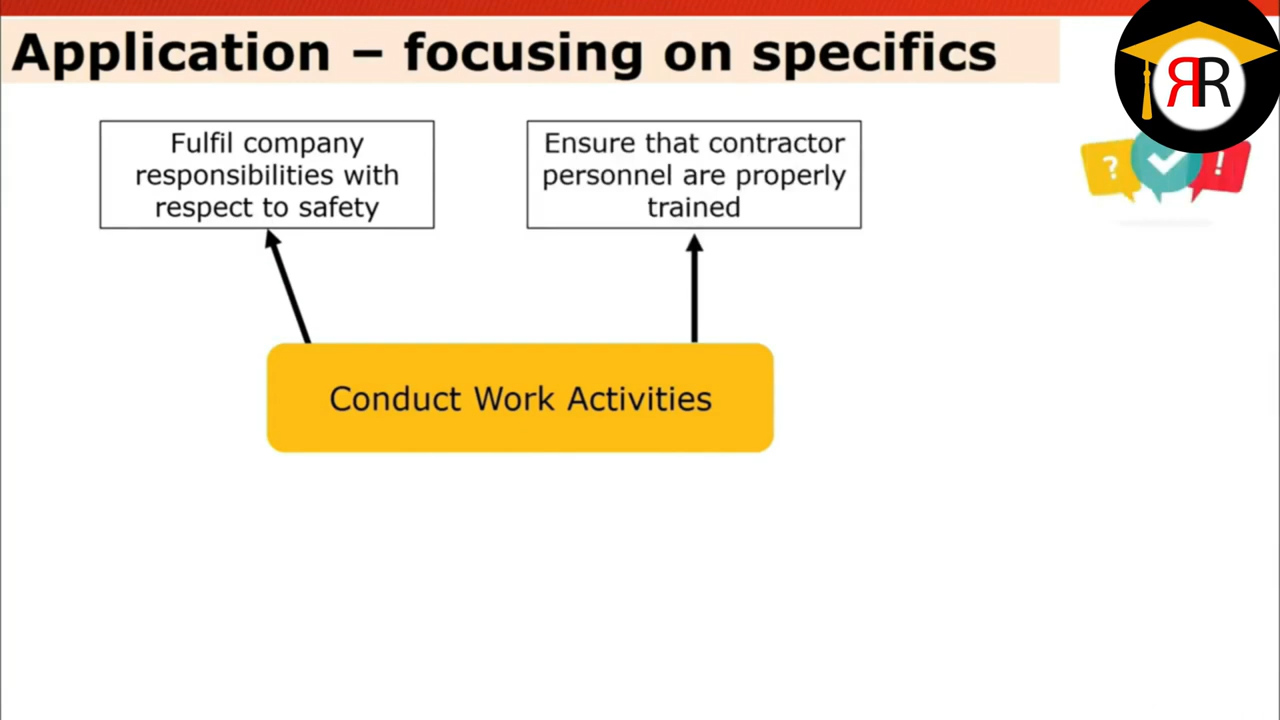 Application – focusing on specifics
Fulfil company
responsibilities with
respect to safety
Ensure that contractor
personnel are properly
trained
Conduct Work Activities
RR
?
!